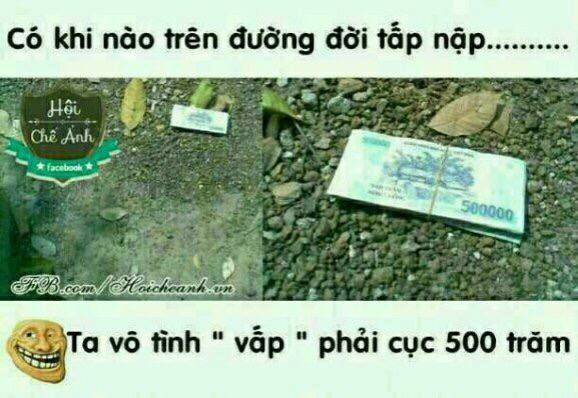 Có khi nào trên đường đời tấp nập..........
Hội
Chế Ảnh
facebook
500000
FB.com/Hoicheanh.vn
Ta vô tình " vấp " phải cục 500 trăm